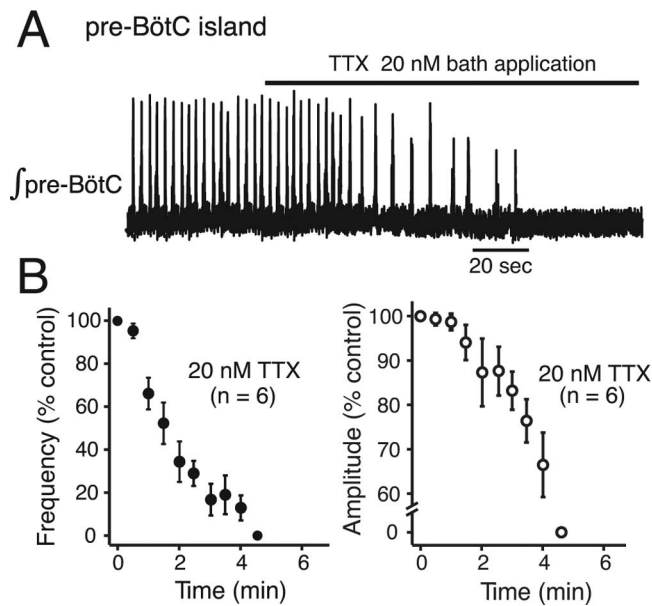 A pre-BötC island
TTX 20 nM bath application
∫pre-BötC
20 sec
B
Frequency (% control)
100
80
60
40
20
0
20 nM TTX
(n = 6)
0 2 4 6
Time (min)
Amplitude (% control)
100
90
80
70
60
0
20 nM TTX
(n = 6)
0 2 4 6
Time (min)